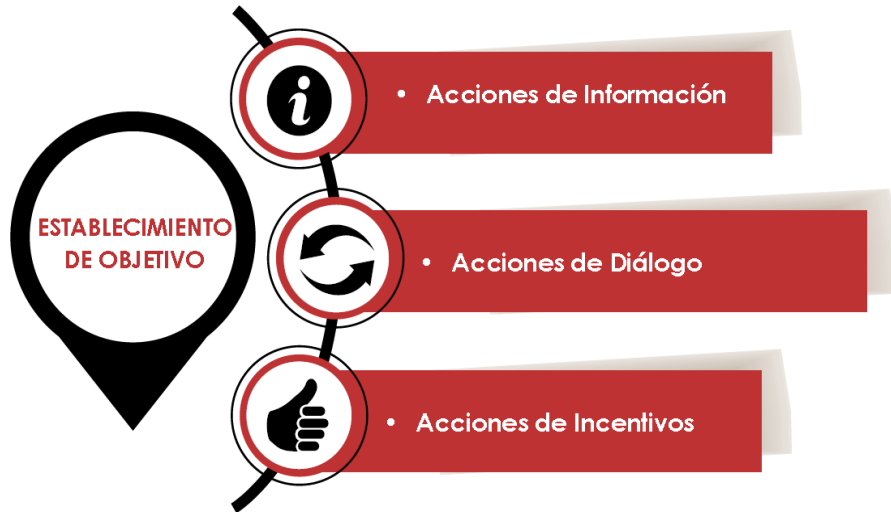 ESTABLECIMIENTO
DE OBJETIVO
• Acciones de Información
• Acciones de Diálogo
• Acciones de Incentivos